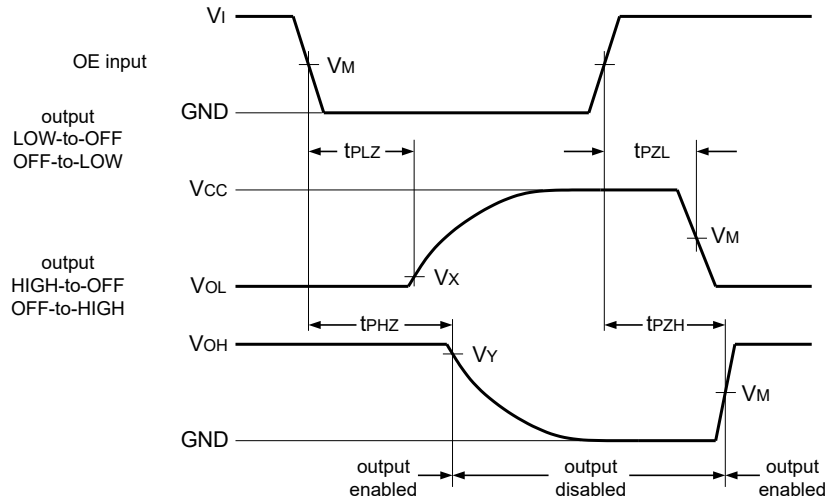 VI
OE input
VM
GND
output
LOW-to-OFF
OFF-to-LOW
tPLZ
tPZL
VCC
VM
output
HIGH-to-OFF
OFF-to-HIGH
VOL
VX
tPHZ
tPZH
VOH
VY
VM
GND
output
enabled
output
disabled
output
enabled